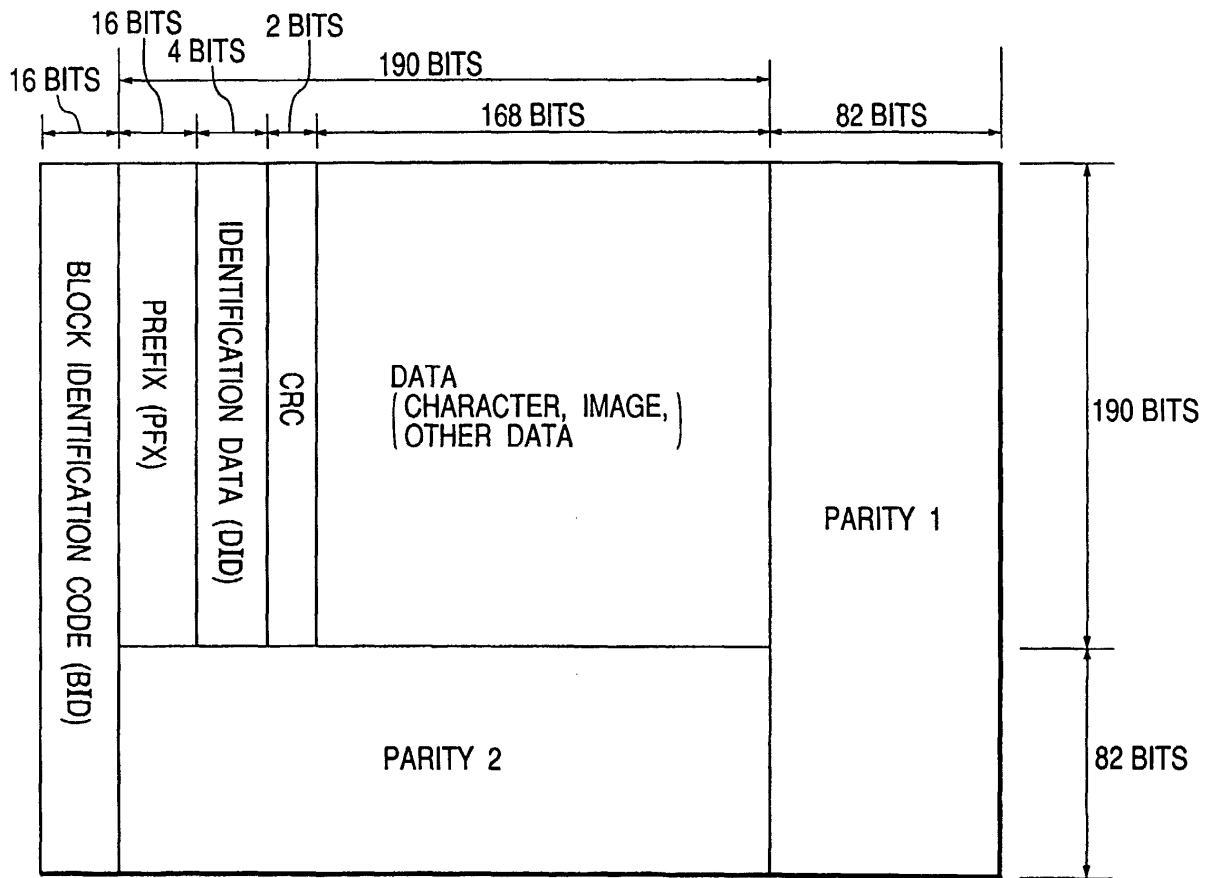 16 BITS
2 BITS
4 BITS
190 BITS
16 BITS
168 BITS
82 BITS
BLOCK IDENTIFICATION CODE (BID)
PREFIX (PFX)
IDENTIFICATION DATA (DID)
CRC
DATA
(CHARACTER, IMAGE,
OTHER DATA)
PARITY 1
190 BITS
PARITY 2
82 BITS